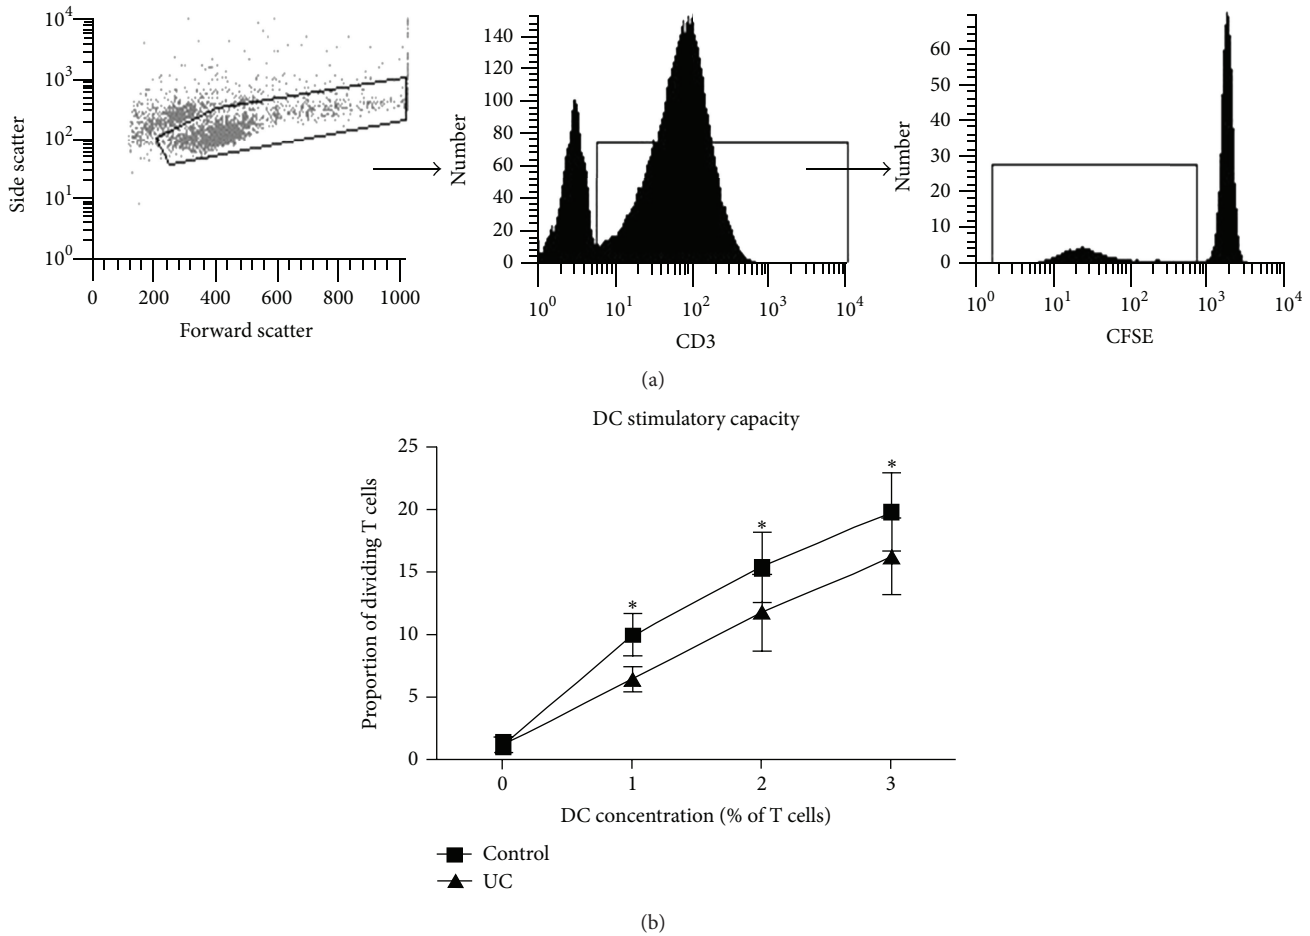 10^4
10^3
10^2
10^1
10^0
Side scatter
0 200 400 600 800 1000
Forward scatter
140
120
100
80
60
40
20
0
Number
10^0 10^1 10^2 10^3 10^4
CD3
60
50
40
30
20
10
0
Number
10^0 10^1 10^2 10^3 10^4
CFSE
(a)
DC stimulatory capacity
25
20
15
10
5
0
Proportion of dividing T cells
*
*
*
0 1 2 3
DC concentration (% of T cells)
Control
UC
(b)